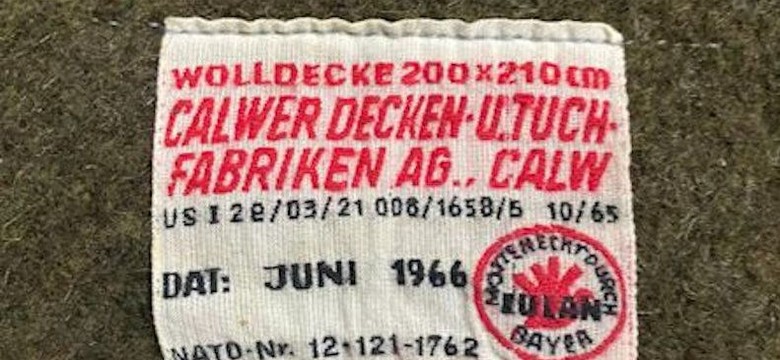 WOLLDECKE 200×210 cm
CALWER DECKEN- U. TUCH-
FABRIKEN AG., CALW
US I 28/03/21 008/1658/5 10/65
DAT: JUNI 1966
MOTTENECHT DURCH
EULAN
BAYER
NATO-Nr. 12-121-1762